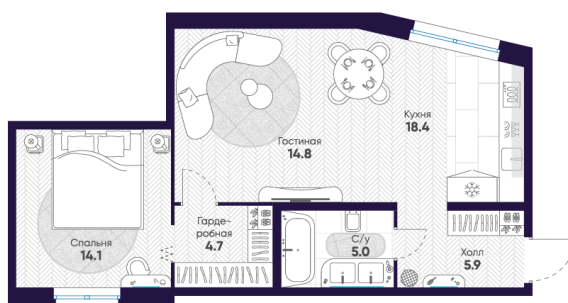 Кухня
18.4
Гостиная
14.8
Гарде-
робная
4.7
С/у
5.0
Спальня
14.1
Холл
5.9